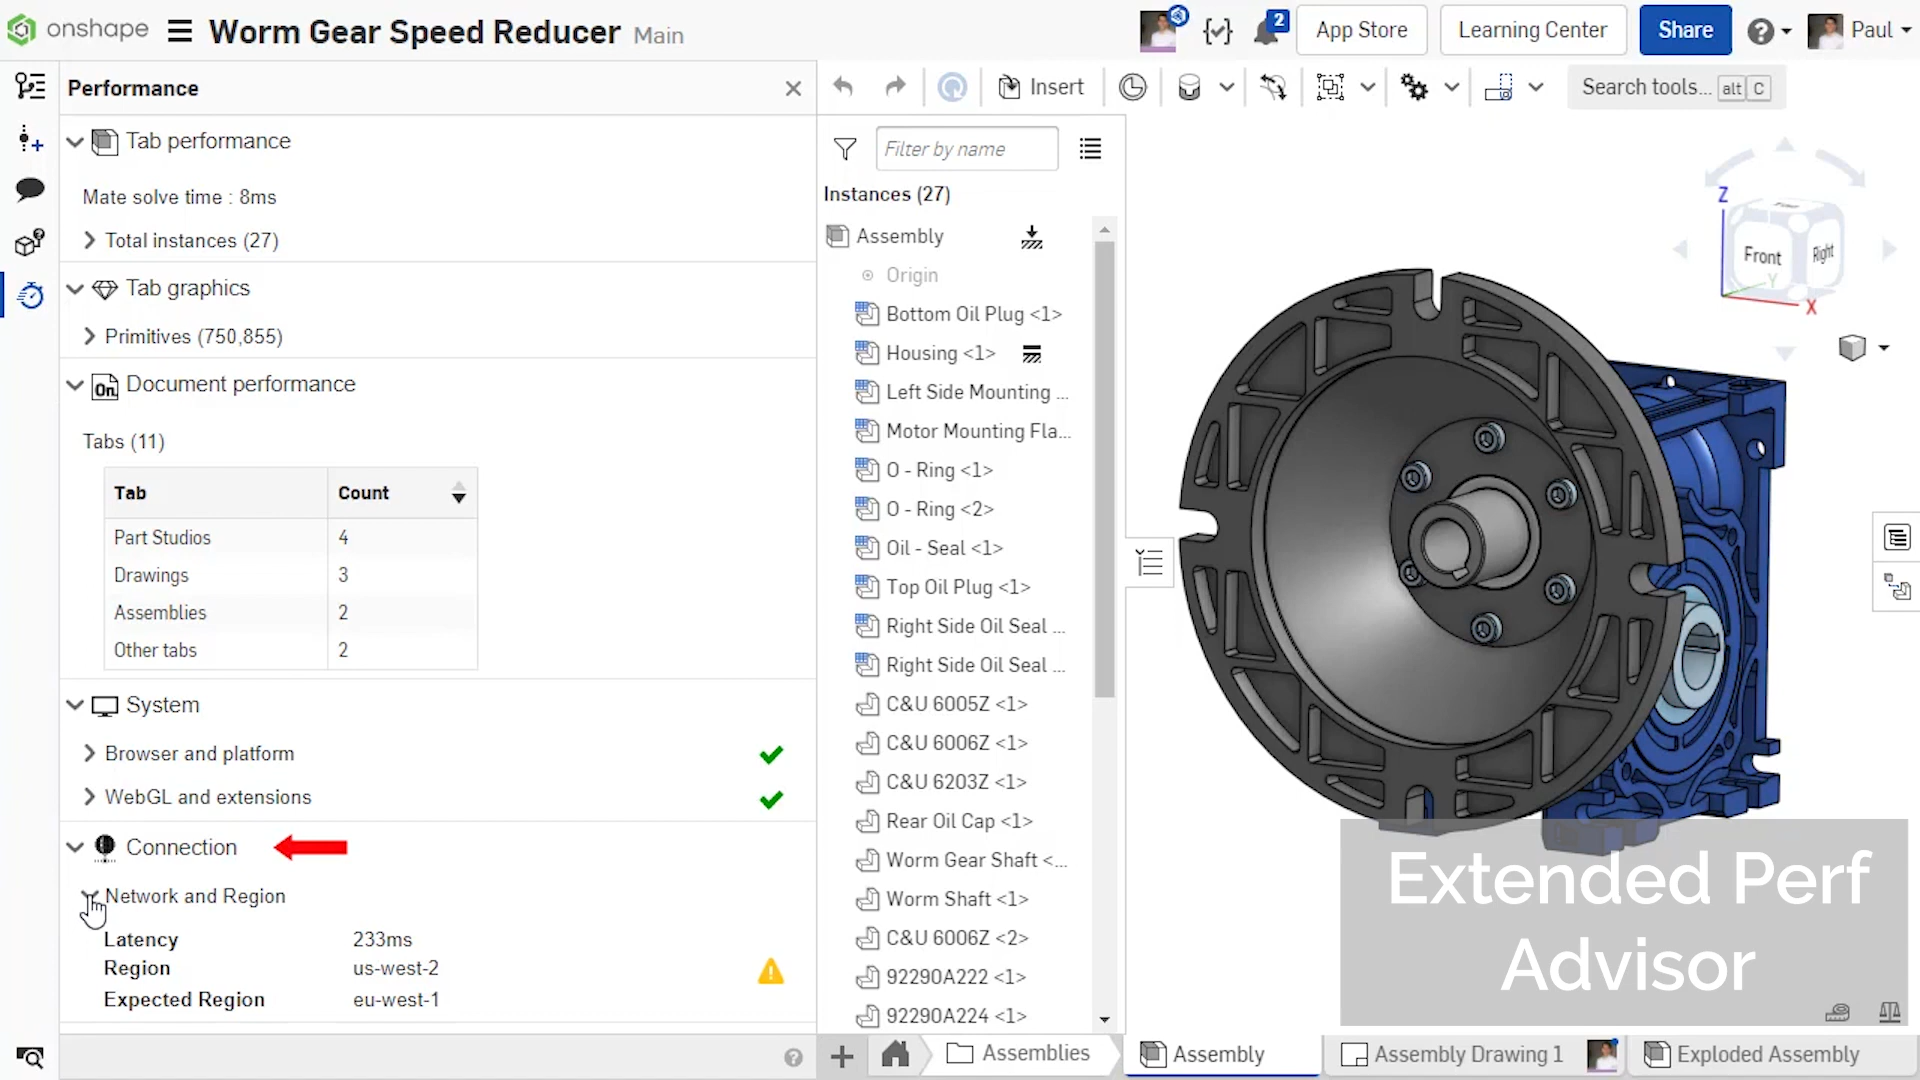 onshape Worm Gear Speed Reducer Main
2 App Store Learning Center Share Paul
Performance
Insert
Search tools... alt C
Tab performance
Mate solve time : 8ms
Total instances (27)
Tab graphics
Primitives (750,855)
On Document performance
Tabs (11)
Tab Count
Part Studios 4
Drawings 3
Assemblies 2
Other tabs 2
System
Browser and platform
WebGL and extensions
Connection
Network and Region
Latency 233ms
Region us-west-2
Expected Region eu-west-1
Filter by name
Instances (27)
Assembly
Origin
Bottom Oil Plug <1>
Housing <1>
Left Side Mounting ...
Motor Mounting Fla...
O - Ring <1>
O - Ring <2>
Oil - Seal <1>
Top Oil Plug <1>
Right Side Oil Seal ...
Right Side Oil Seal ...
C&U 6005Z <1>
C&U 6006Z <1>
C&U 6203Z <1>
Rear Oil Cap <1>
Worm Gear Shaft <...
Worm Shaft <1>
C&U 6006Z <2>
92290A222 <1>
92290A224 <1>
Z
Front Right
Y
X
Extended Perf
Advisor
Assemblies
Assembly
Assembly Drawing 1
Exploded Assembly